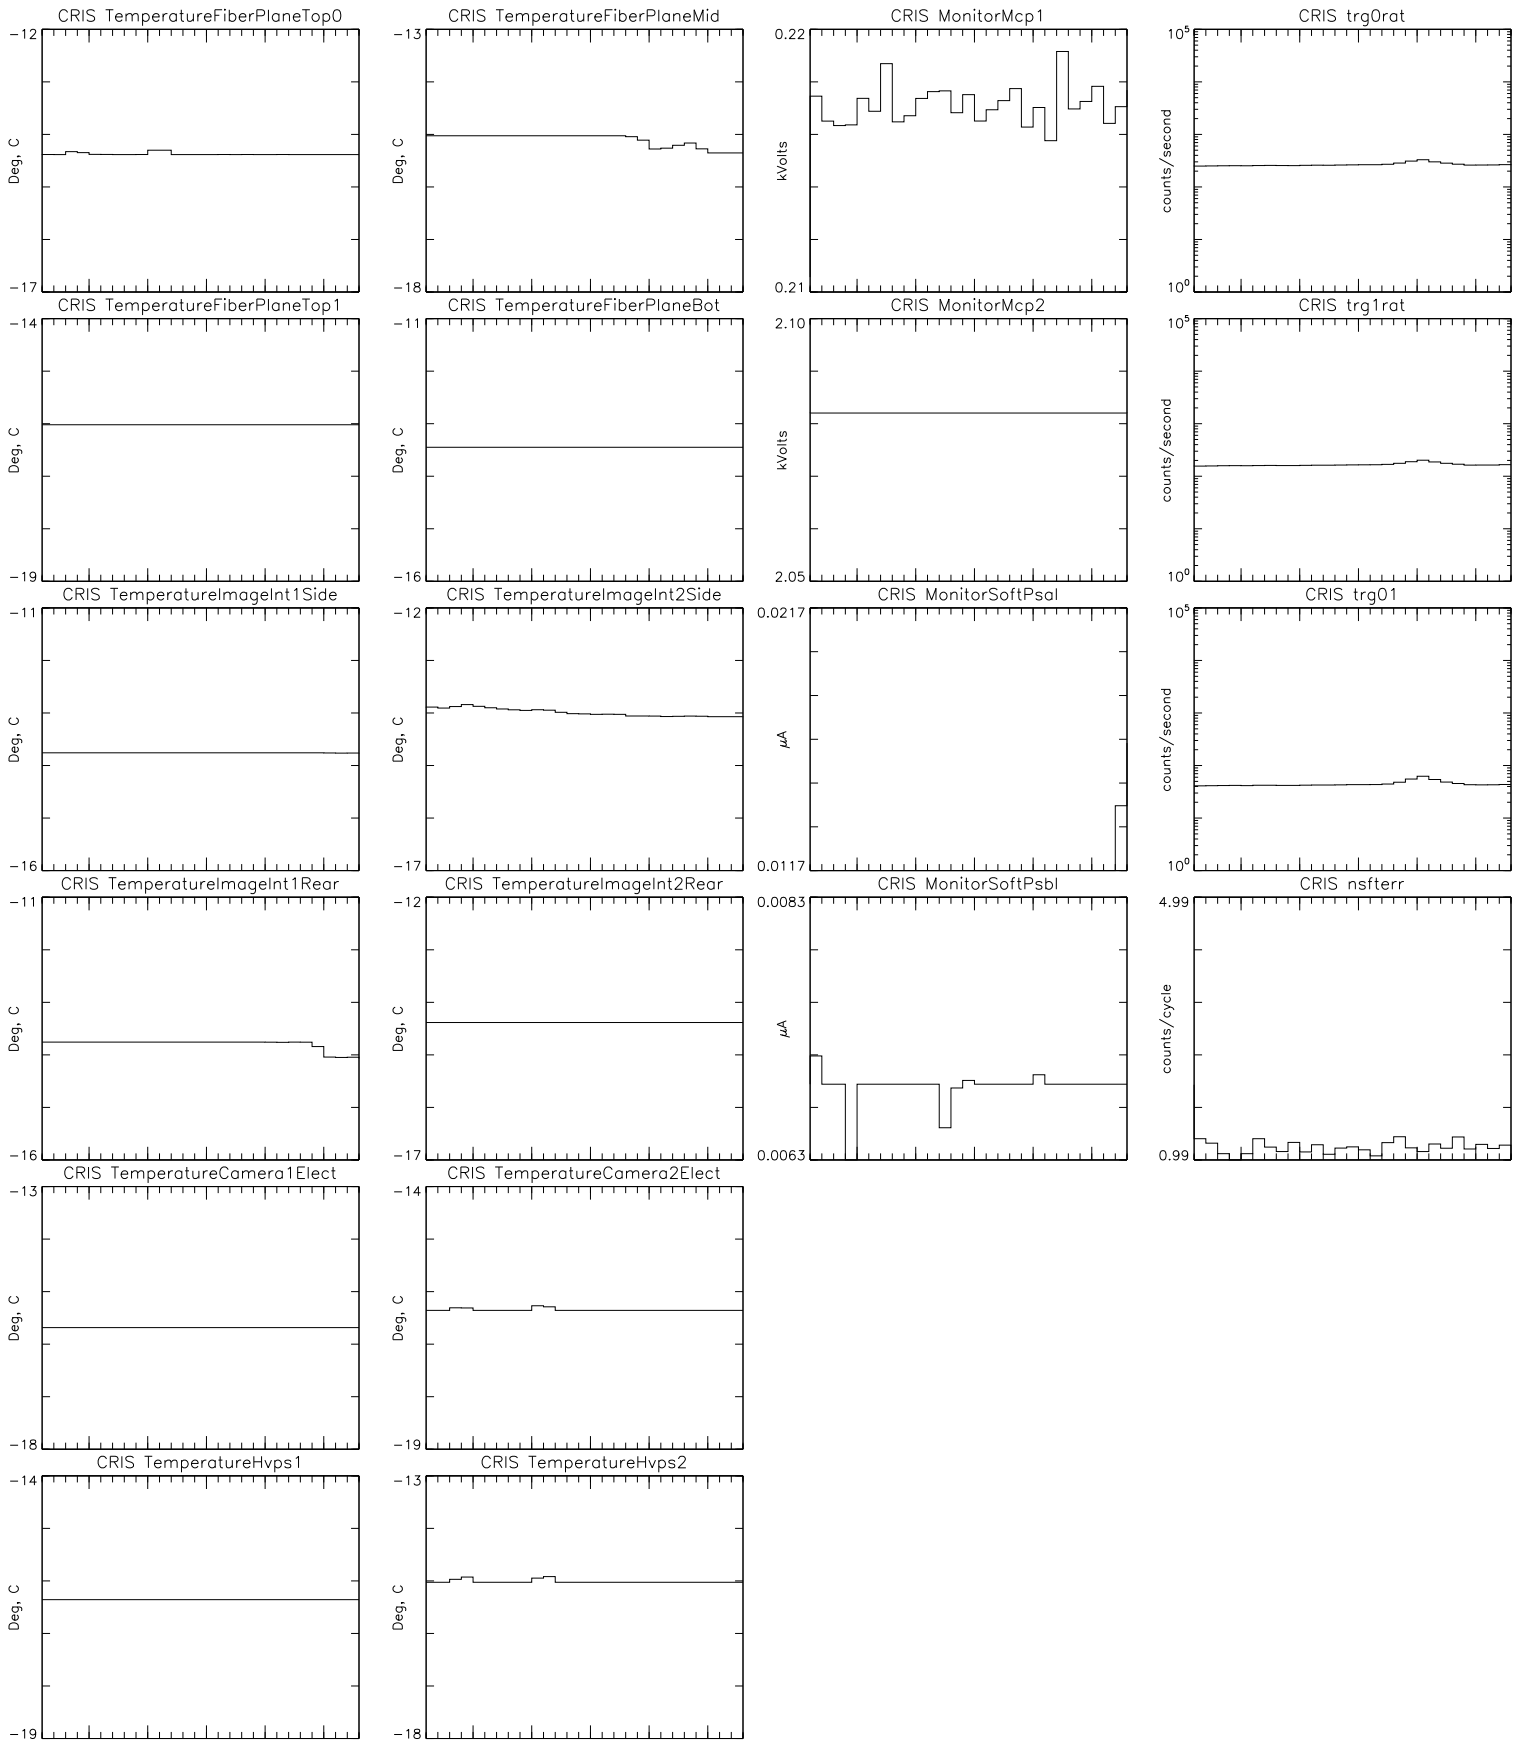 CRIS TemperatureFiberPlaneTop0
-12
Deg, C
-17
CRIS TemperatureFiberPlaneMid
-13
Deg, C
-18
CRIS MonitorMcp1
0.22
kVolts
0.21
CRIS trg0rat
10^5
counts/second
10^0
CRIS TemperatureFiberPlaneTop1
-14
Deg, C
-19
CRIS TemperatureFiberPlaneBot
-11
Deg, C
-16
CRIS MonitorMcp2
2.10
kVolts
2.05
CRIS trg1rat
10^5
counts/second
10^0
CRIS TemperatureImageInt1Side
-11
Deg, C
-16
CRIS TemperatureImageInt2Side
-12
Deg, C
-17
CRIS MonitorSoftPsaI
0.0217
μA
0.0117
CRIS trg01
10^5
counts/second
10^0
CRIS TemperatureImageInt1Rear
-11
Deg, C
-16
CRIS TemperatureImageInt2Rear
-12
Deg, C
-17
CRIS MonitorSoftPsbI
0.0083
μA
0.0063
CRIS nsfterr
4.99
counts/cycle
0.99
CRIS TemperatureCamera1Elect
-13
Deg, C
-18
CRIS TemperatureCamera2Elect
-14
Deg, C
-19
CRIS TemperatureHvps1
-14
Deg, C
-19
CRIS TemperatureHvps2
-13
Deg, C
-18